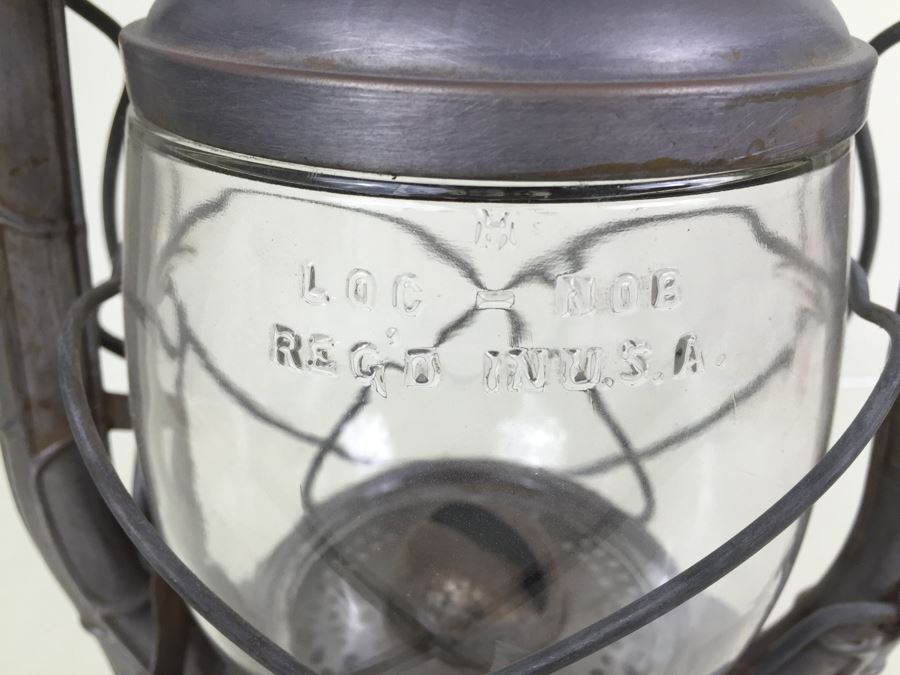 H
LOC - NOB
REG'D IN U.S.A.